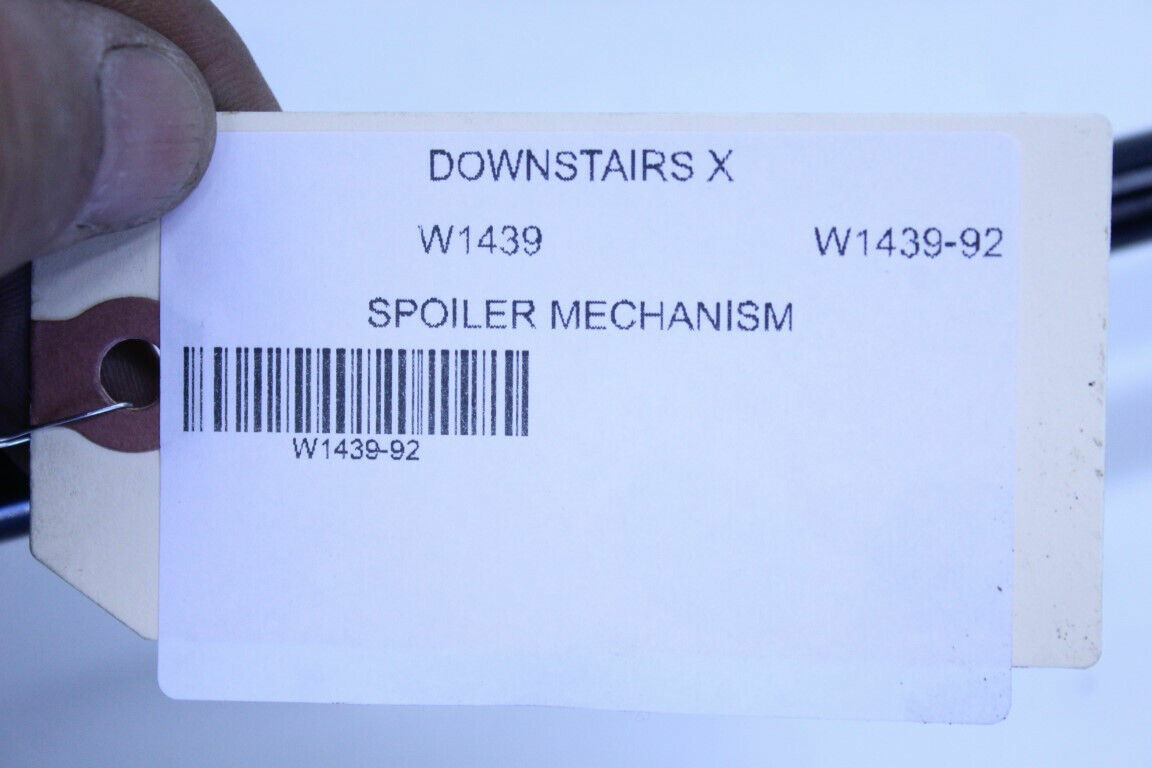 DOWNSTAIRS X
W1439 W1439-92
SPOILER MECHANISM
W1439-92